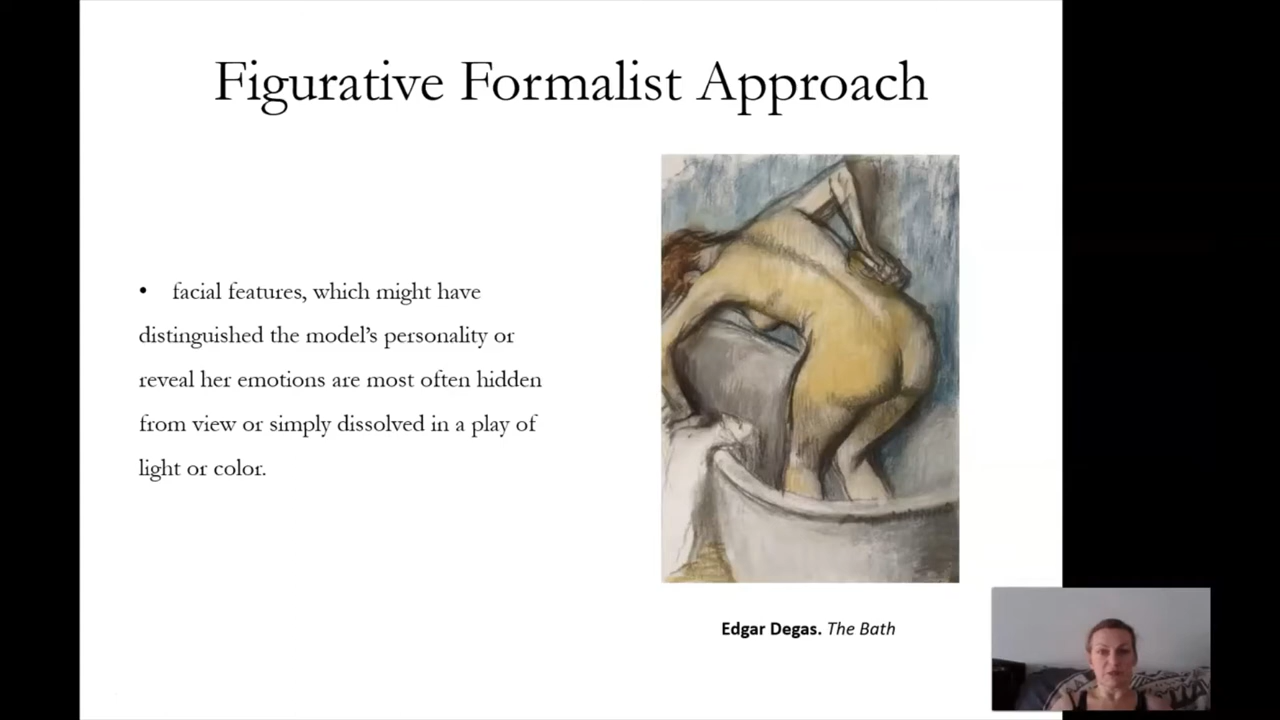 Figurative Formalist Approach
• facial features, which might have
distinguished the model’s personality or
reveal her emotions are most often hidden
from view or simply dissolved in a play of
light or color.
Edgar Degas. The Bath